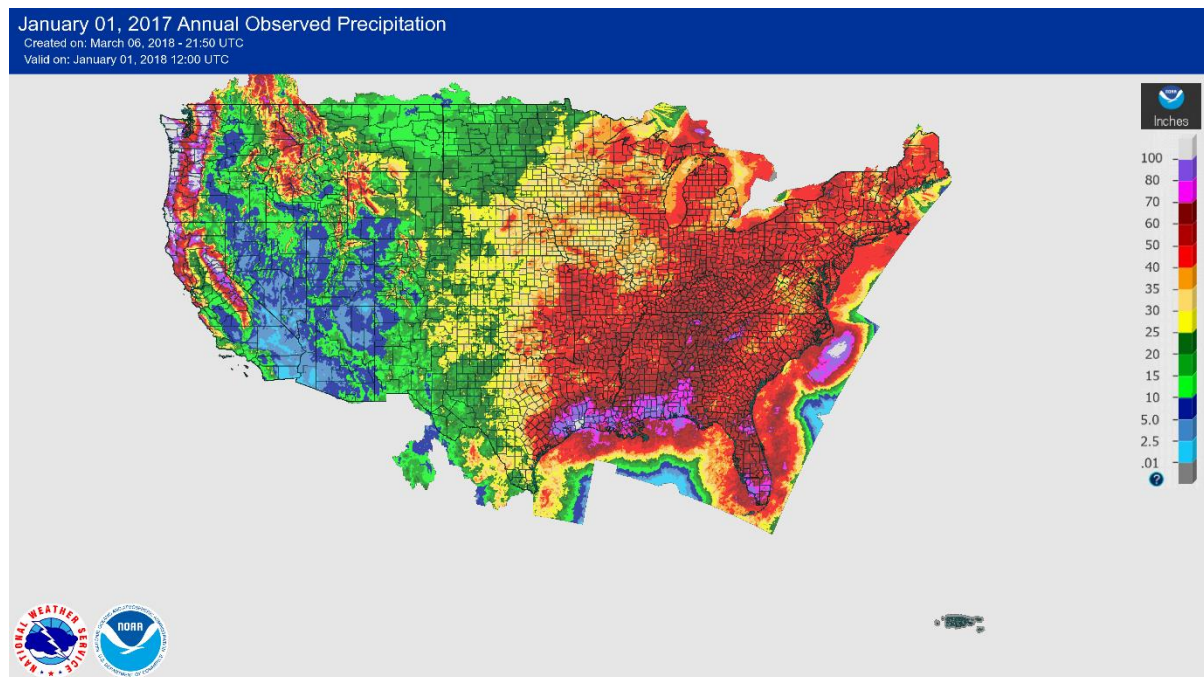 January 01, 2017 Annual Observed Precipitation
Created on: March 06, 2018 - 21:50 UTC
Valid on: January 01, 2018 12:00 UTC
NOAA
Inches
100
80
70
60
50
40
35
30
25
20
15
10
5.0
2.5
.01
?
NATIONAL WEATHER SERVICE
NOAA